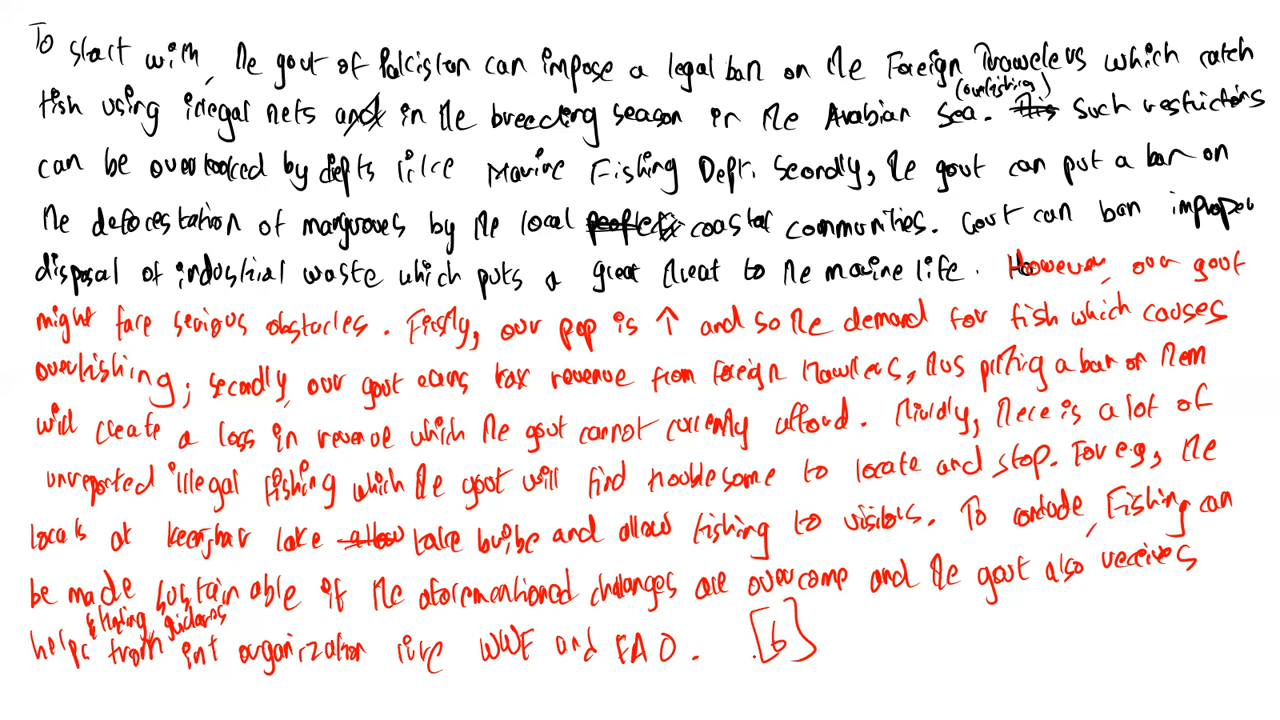 To start with, the govt of Pakistan can impose a legal ban on the Foreign Trawelers which catch
fish using illegal nets and in the breeding season in the Arabian Sea. (overfishing) This Such restrictions
can be overlooked by depts like Marine Fishing Dept. Secondly, the govt can put a ban on
the deforestation of mangroves by the local people coastal communities. Govt can ban improper
disposal of industrial waste which puts a great threat to the marine life. However, our govt
might face serious obstacles. Firstly, our pop is ↑ and so the demand for fish which causes
overfishing; secondly, our govt earns tax revenue from foreign trawlers, thus putting a ban on them
will create a loss in revenue which the govt cannot currently afford. Thirdly, there is a lot of
unreported illegal fishing which the govt will find troublesome to locate and stop. For e.g, the
locals at keenjhar lake allow take bribe and allow fishing to visitors. To conclude, Fishing can
be made sustainable if the aforementioned challanges are overcome and the govt also receives
help from int organization like WWF and FAO. [6]